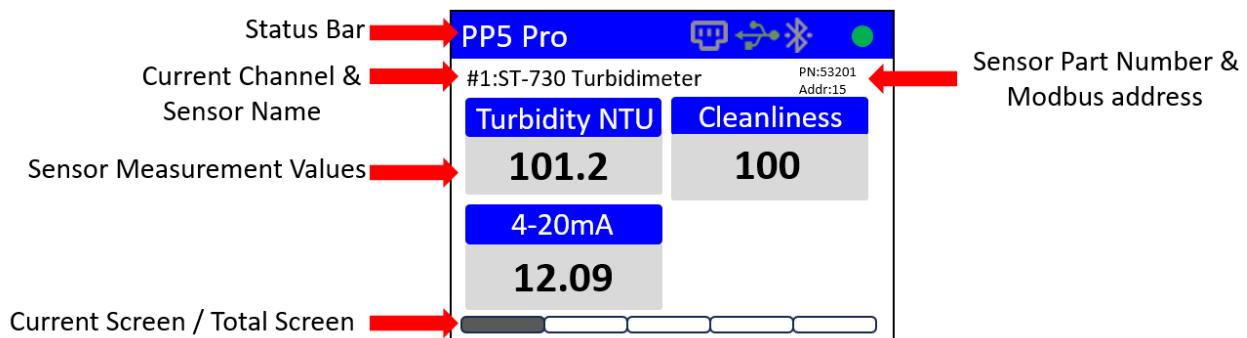 Status Bar
PP5 Pro
Current Channel &
Sensor Name
#1:ST-730 Turbidimeter
PN:53201
Addr:15
Sensor Part Number &
Modbus address
Turbidity NTU
Cleanliness
Sensor Measurement Values
101.2
100
4-20mA
12.09
Current Screen / Total Screen